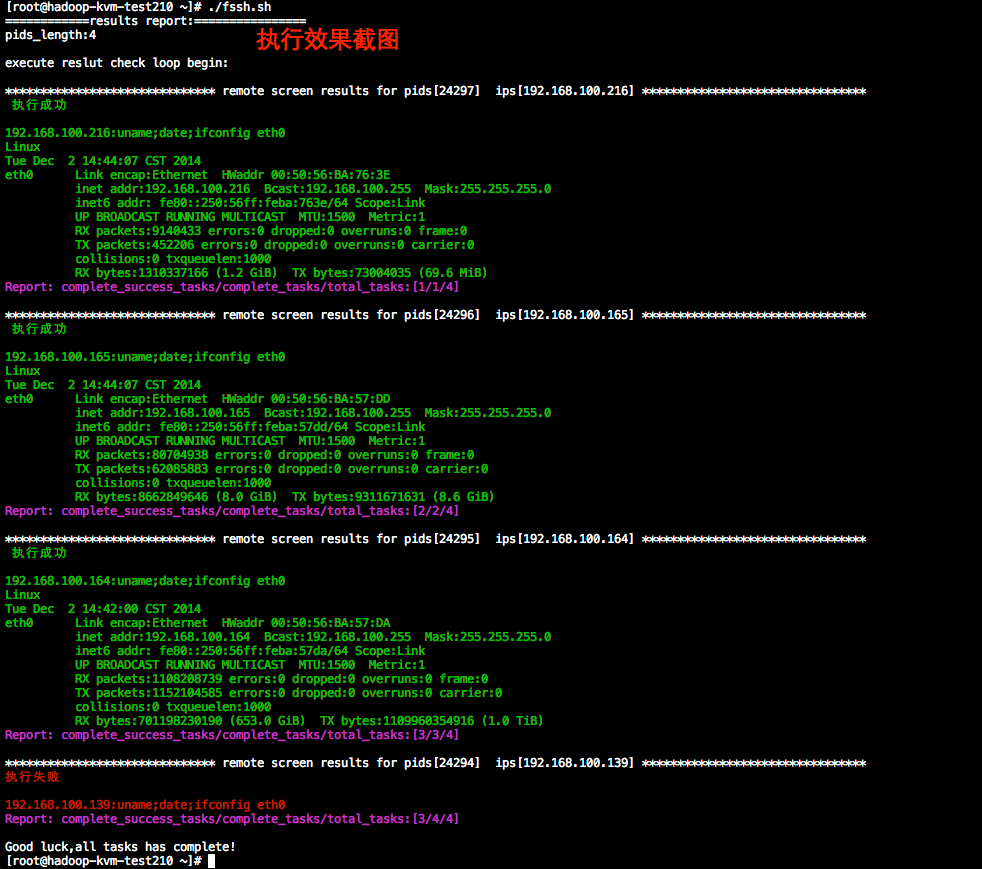 [root@hadoop-kvm-test210 ~]# ./fssh.sh
============results report:================
pids_length:4
执行效果截图
execute reslut check loop begin:
****************************** remote screen results for pids[24297]  ips[192.168.100.216] ********************************
执行成功
192.168.100.216:uname;date;ifconfig eth0
Linux
Tue Dec  2 14:44:07 CST 2014
eth0      Link encap:Ethernet  HWaddr 00:50:56:BA:76:3E
          inet addr:192.168.100.216  Bcast:192.168.100.255  Mask:255.255.255.0
          inet6 addr: fe80::250:56ff:feba:763e/64 Scope:Link
          UP BROADCAST RUNNING MULTICAST  MTU:1500  Metric:1
          RX packets:9140433 errors:0 dropped:0 overruns:0 frame:0
          TX packets:452206 errors:0 dropped:0 overruns:0 carrier:0
          collisions:0 txqueuelen:1000
          RX bytes:1310337166 (1.2 GiB)  TX bytes:73004035 (69.6 MiB)
Report: complete_success_tasks/complete_tasks/total_tasks:[1/1/4]
****************************** remote screen results for pids[24296]  ips[192.168.100.165] ********************************
执行成功
192.168.100.165:uname;date;ifconfig eth0
Linux
Tue Dec  2 14:44:07 CST 2014
eth0      Link encap:Ethernet  HWaddr 00:50:56:BA:57:DD
          inet addr:192.168.100.165  Bcast:192.168.100.255  Mask:255.255.255.0
          inet6 addr: fe80::250:56ff:feba:57dd/64 Scope:Link
          UP BROADCAST RUNNING MULTICAST  MTU:1500  Metric:1
          RX packets:80704938 errors:0 dropped:0 overruns:0 frame:0
          TX packets:62085883 errors:0 dropped:0 overruns:0 carrier:0
          collisions:0 txqueuelen:1000
          RX bytes:8662849646 (8.0 GiB)  TX bytes:9311671631 (8.6 GiB)
Report: complete_success_tasks/complete_tasks/total_tasks:[2/2/4]
****************************** remote screen results for pids[24295]  ips[192.168.100.164] ********************************
执行成功
192.168.100.164:uname;date;ifconfig eth0
Linux
Tue Dec  2 14:42:00 CST 2014
eth0      Link encap:Ethernet  HWaddr 00:50:56:BA:57:DA
          inet addr:192.168.100.164  Bcast:192.168.100.255  Mask:255.255.255.0
          inet6 addr: fe80::250:56ff:feba:57da/64 Scope:Link
          UP BROADCAST RUNNING MULTICAST  MTU:1500  Metric:1
          RX packets:1108208739 errors:0 dropped:0 overruns:0 frame:0
          TX packets:1152104585 errors:0 dropped:0 overruns:0 carrier:0
          collisions:0 txqueuelen:1000
          RX bytes:701198230190 (653.0 GiB)  TX bytes:1109960354916 (1.0 TiB)
Report: complete_success_tasks/complete_tasks/total_tasks:[3/3/4]
****************************** remote screen results for pids[24294]  ips[192.168.100.139] ********************************
执行失败
192.168.100.139:uname;date;ifconfig eth0
Report: complete_success_tasks/complete_tasks/total_tasks:[3/4/4]
Good luck,all tasks has complete!
[root@hadoop-kvm-test210 ~]#